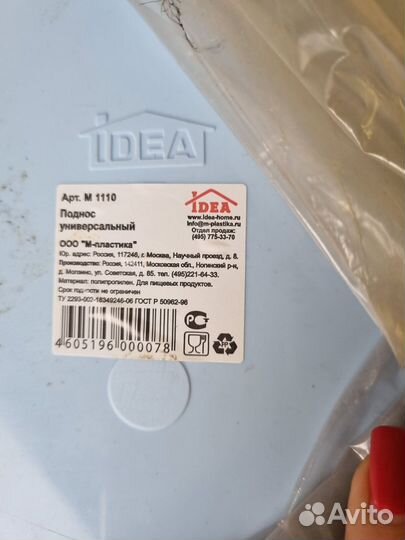 iDEA
Арт. М 1110
Поднос
универсальный
iDEA
www.idea-home.ru
info@m-plastika.ru
Отдел продаж:
(495) 775-33-70
ООО "М-пластика"
Юр. адрес: Россия, 117246, г. Москва, Научный проезд, д. 8.
Производство: Россия, 142411, Московская обл., Ногинский р-н,
д. Молзино, ул. Советская, д. 85. тел. (495)221-64-33.
Материал: полипропилен. Для пищевых продуктов.
Срок годности не ограничен
ТУ 2293-002-18349246-06 ГОСТ Р 50962-96
4605196000078
Avito